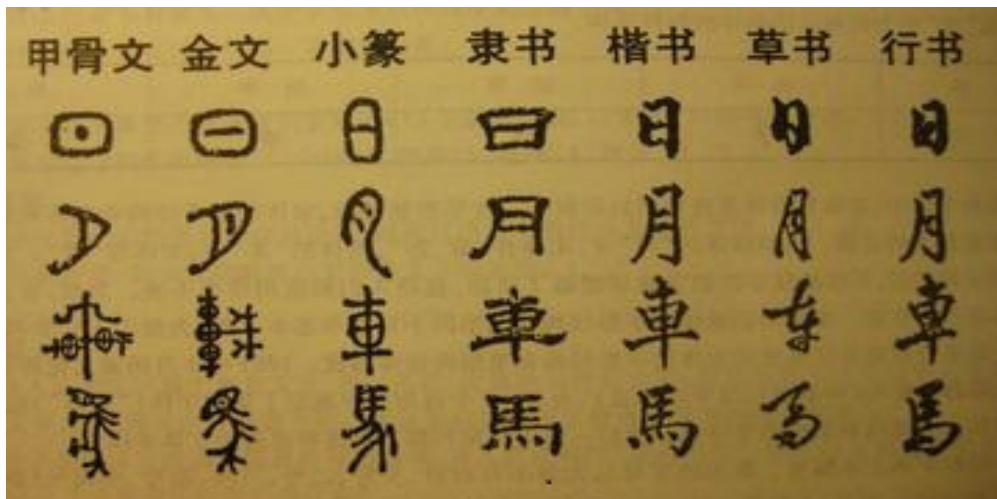 甲骨文 金文 小篆 隶书 楷书 草书 行书
日 日 日 日 日 日 日
月 月 月 月 月 月 月
車 車 車 車 車 車 車
馬 馬 馬 馬 馬 馬 馬